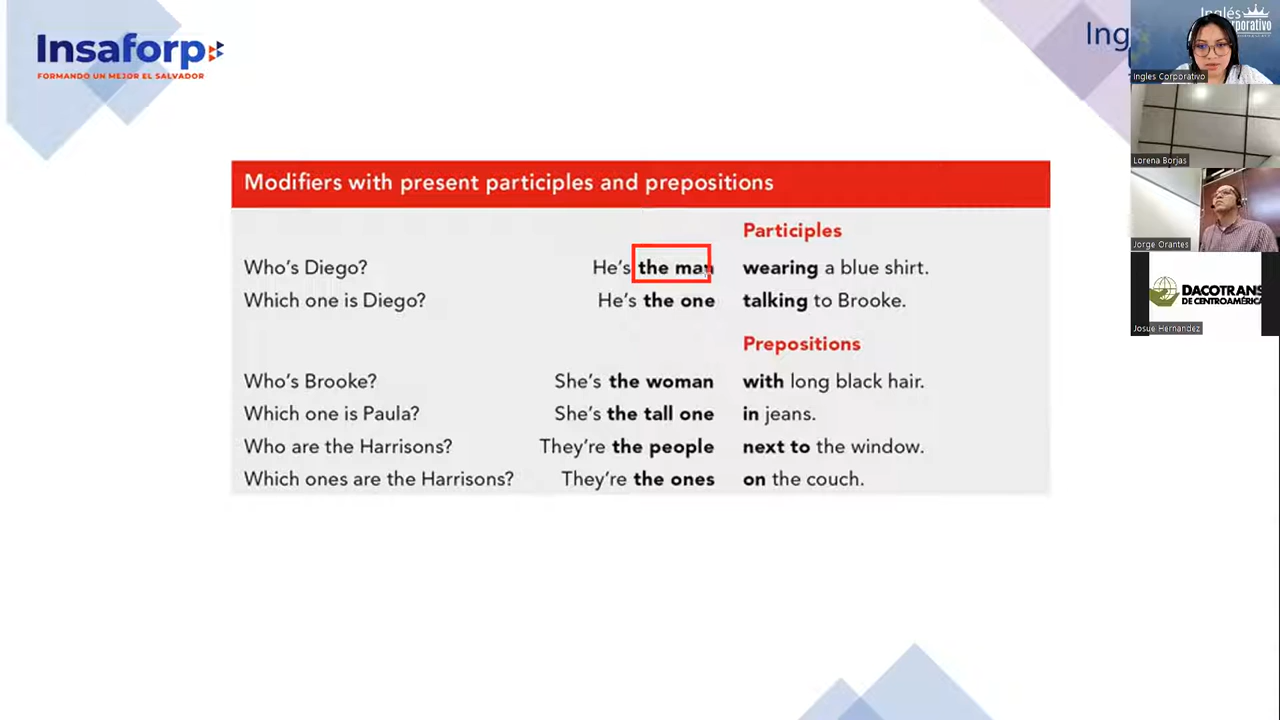 Insaforp
FORMANDO UN MEJOR EL SALVADOR
Ing
Inglés
Corporativo
Ingles Corporativo
Lorena Borjas
Jorge Orantes
DACOTRANS
DE CENTROAMÉRICA
Josue Hernandez
Modifiers with present participles and prepositions
Participles
Who's Diego? He's the man wearing a blue shirt.
Which one is Diego? He's the one talking to Brooke.
Prepositions
Who's Brooke? She's the woman with long black hair.
Which one is Paula? She's the tall one in jeans.
Who are the Harrisons? They're the people next to the window.
Which ones are the Harrisons? They're the ones on the couch.